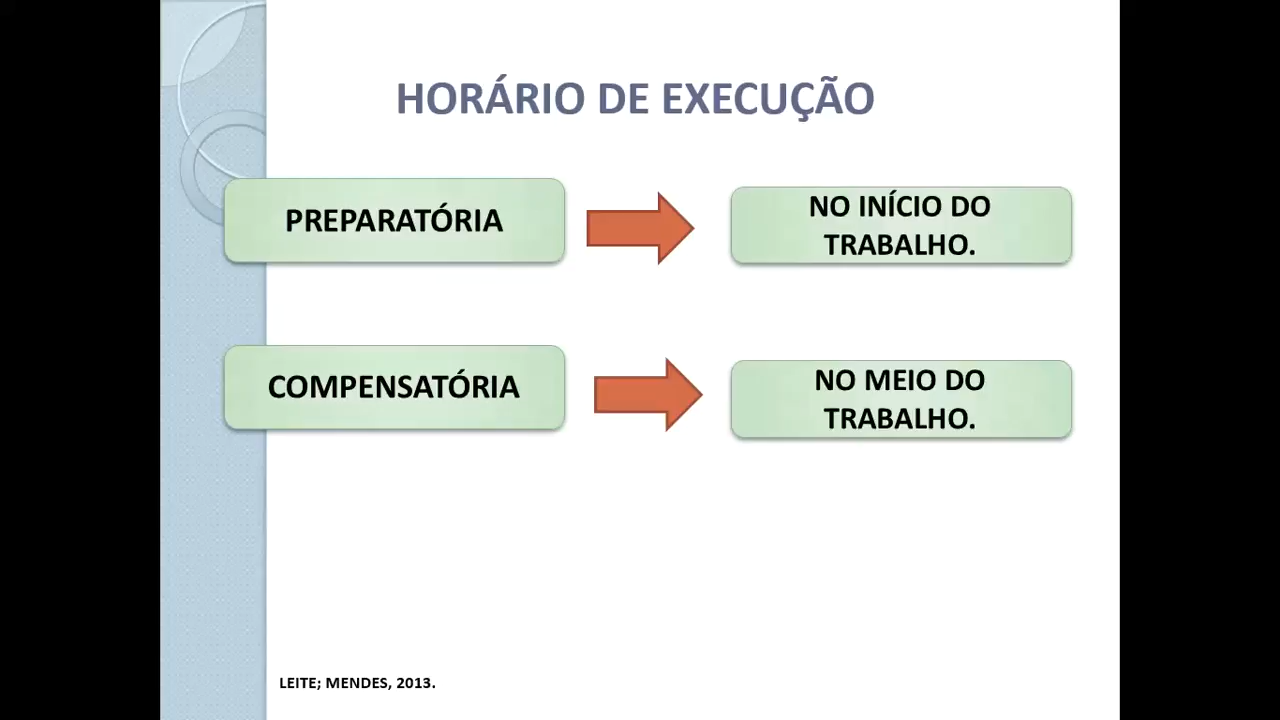 HORÁRIO DE EXECUÇÃO
PREPARATÓRIA
NO INÍCIO DO
TRABALHO.
COMPENSATÓRIA
NO MEIO DO
TRABALHO.
LEITE; MENDES, 2013.